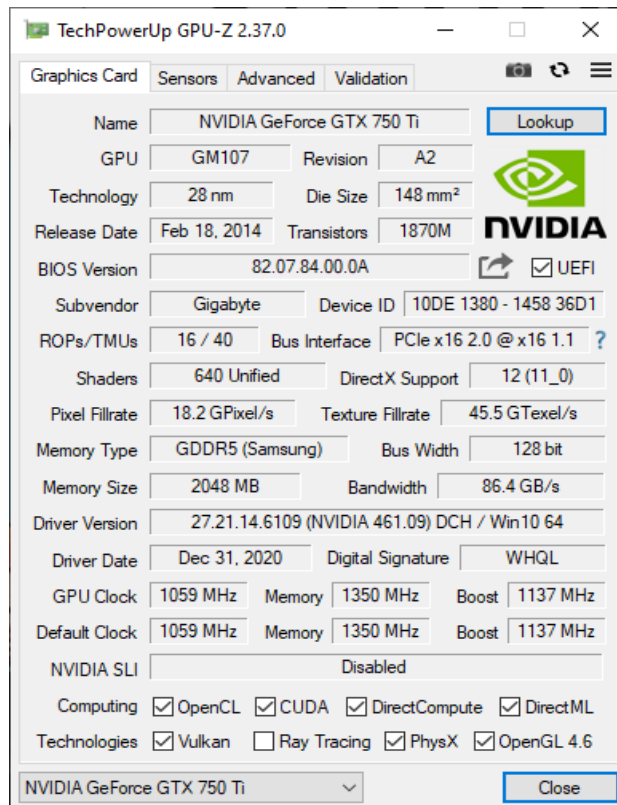 TechPowerUp GPU-Z 2.37.0
Graphics Card Sensors Advanced Validation
Name NVIDIA GeForce GTX 750 Ti Lookup
GPU GM107 Revision A2
Technology 28 nm Die Size 148 mm²
Release Date Feb 18, 2014 Transistors 1870M
NVIDIA
BIOS Version 82.07.84.00.0A UEFI
Subvendor Gigabyte Device ID 10DE 1380 - 1458 36D1
ROPs/TMUs 16 / 40 Bus Interface PCIe x16 2.0 @ x16 1.1 ?
Shaders 640 Unified DirectX Support 12 (11_0)
Pixel Fillrate 18.2 GPixel/s Texture Fillrate 45.5 GTexel/s
Memory Type GDDR5 (Samsung) Bus Width 128 bit
Memory Size 2048 MB Bandwidth 86.4 GB/s
Driver Version 27.21.14.6109 (NVIDIA 461.09) DCH / Win10 64
Driver Date Dec 31, 2020 Digital Signature WHQL
GPU Clock 1059 MHz Memory 1350 MHz Boost 1137 MHz
Default Clock 1059 MHz Memory 1350 MHz Boost 1137 MHz
NVIDIA SLI Disabled
Computing OpenCL CUDA DirectCompute DirectML
Technologies Vulkan Ray Tracing PhysX OpenGL 4.6
NVIDIA GeForce GTX 750 Ti Close